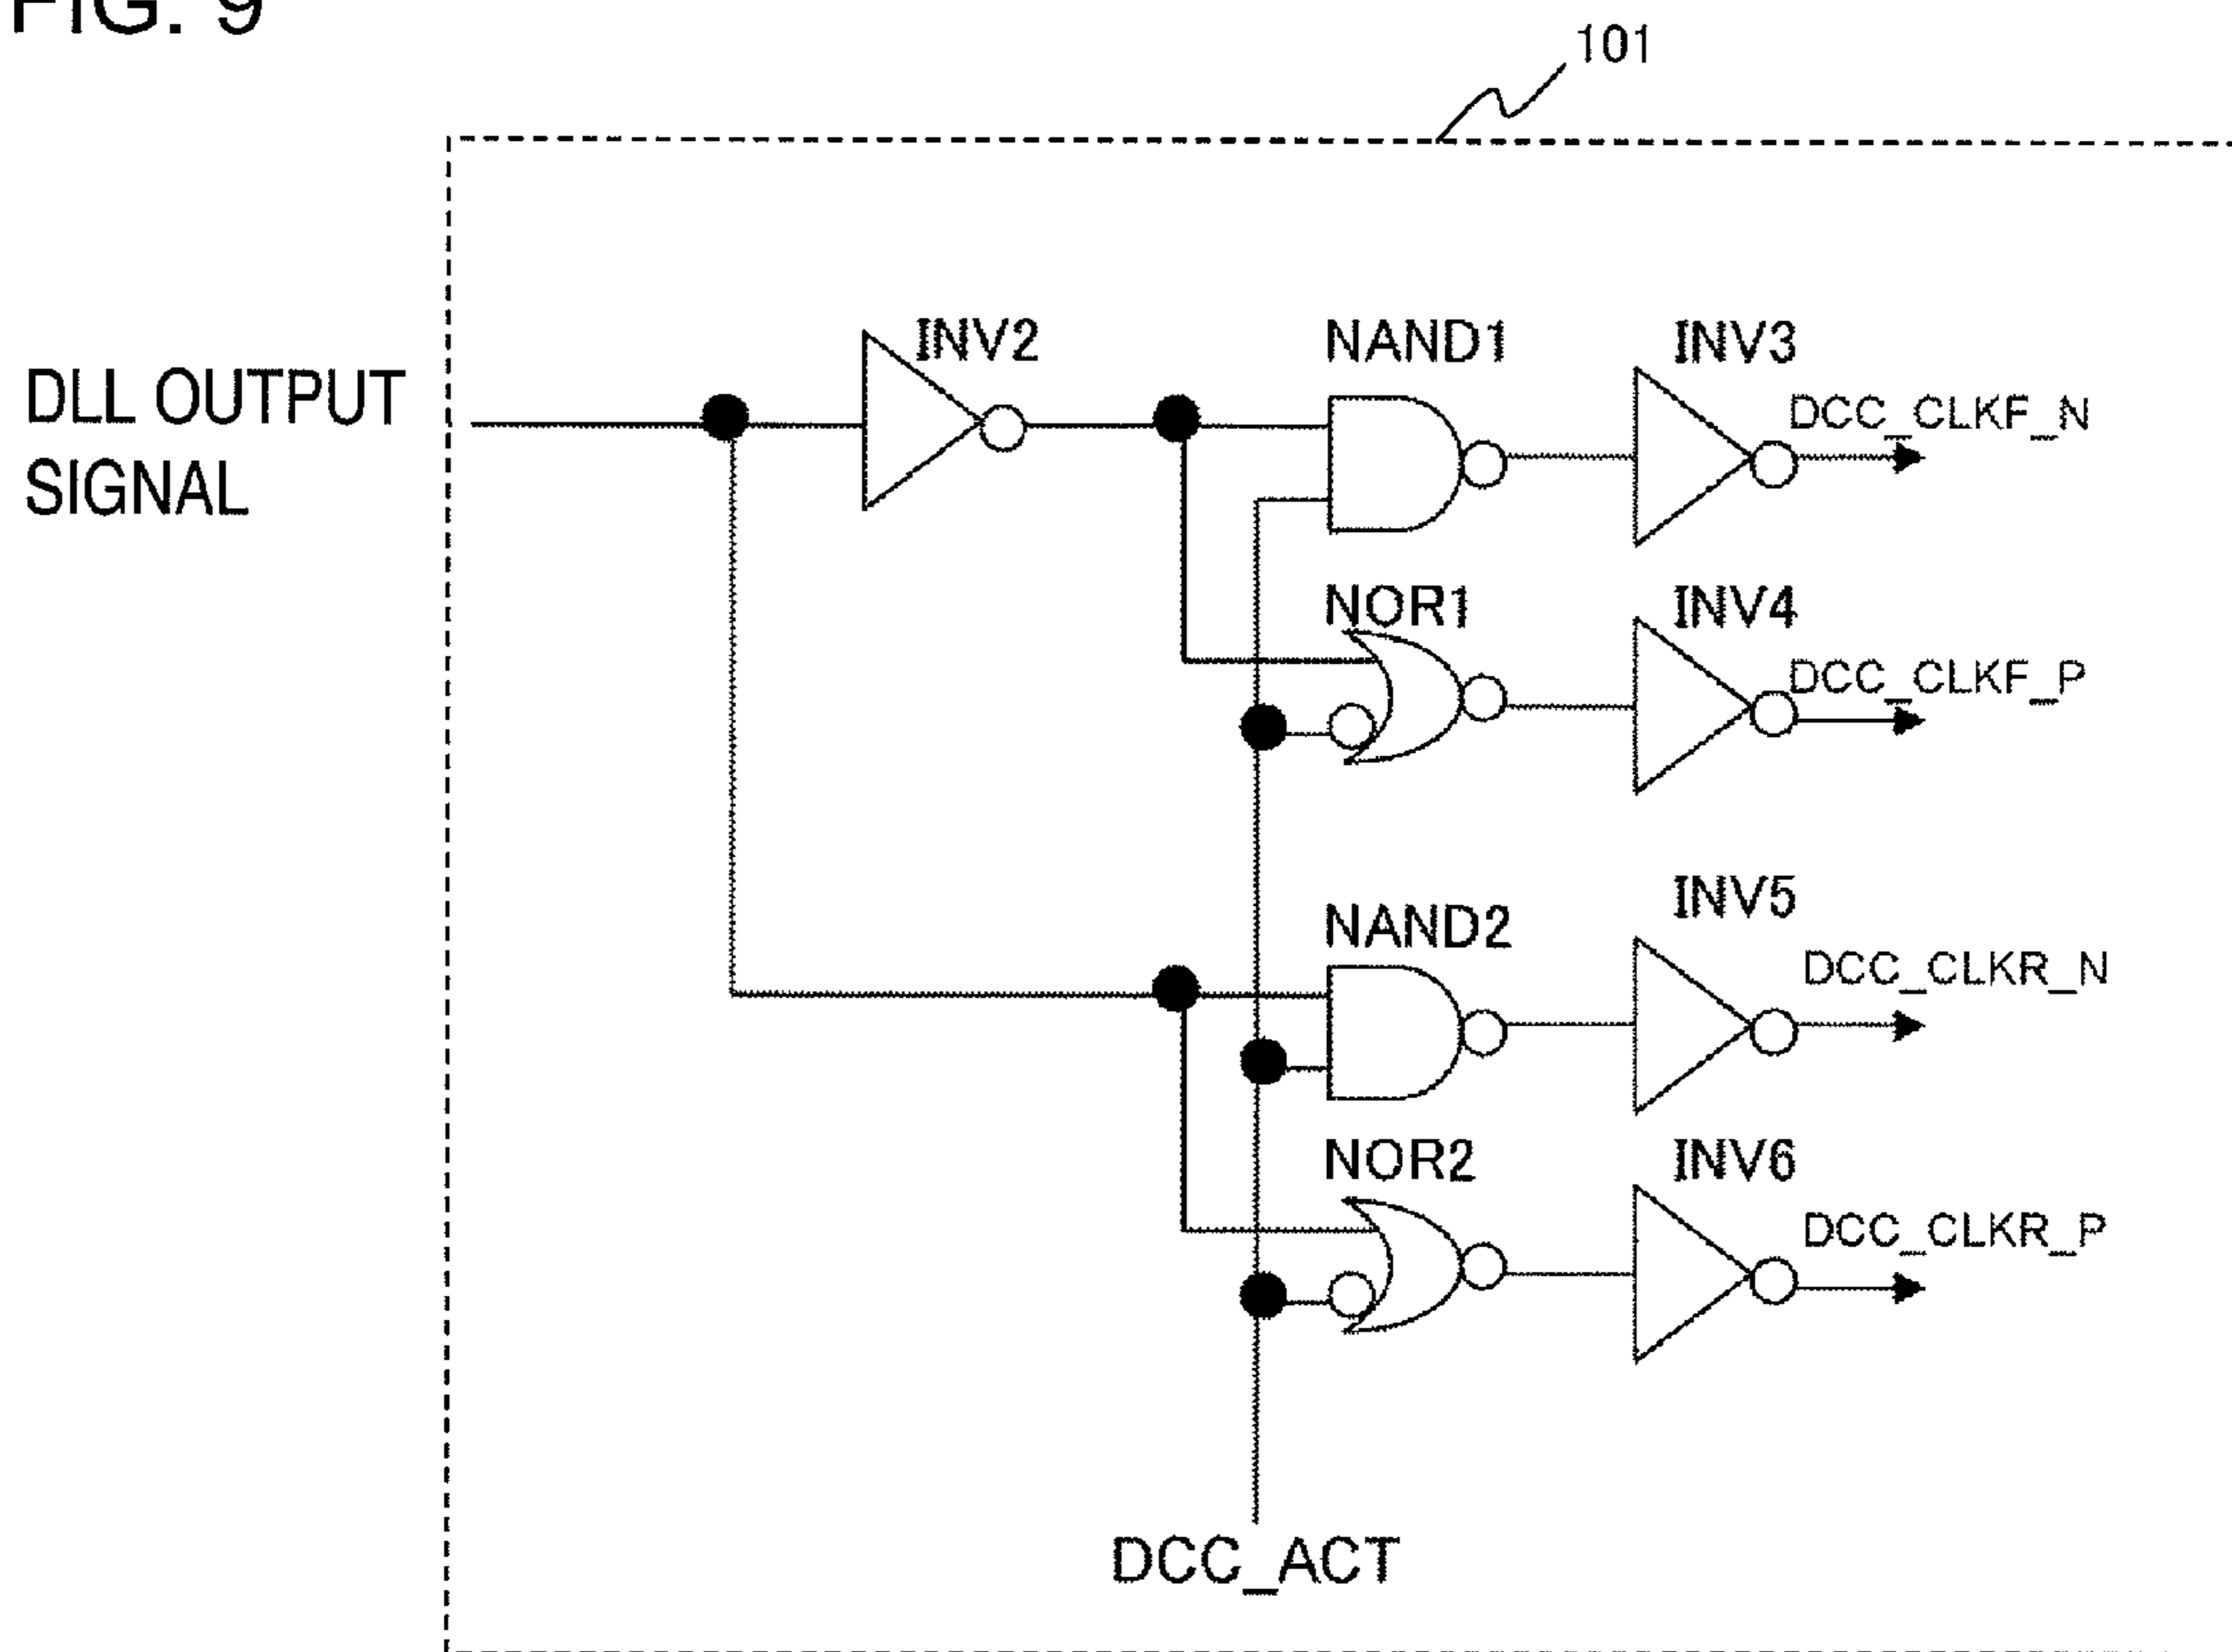 FIG. 9
101
DLL OUTPUT
SIGNAL
INV2
NAND1
INV3
DCC_CLKF_N
NOR1
INV4
DCC_CLKF_P
NAND2
INV5
DCC_CLKR_N
NOR2
INV6
DCC_CLKR_P
DCC_ACT